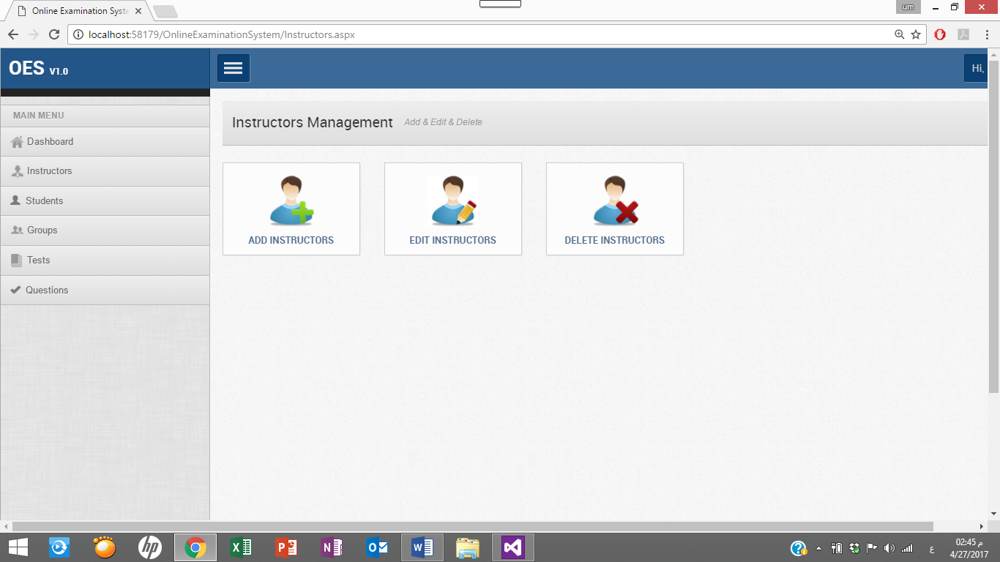 Online Examination Syste
um
localhost:58179/OnlineExaminationSystem/Instructors.aspx
OES V1.0
Hi,
MAIN MENU
Dashboard
Instructors
Students
Groups
Tests
Questions
Instructors Management Add & Edit & Delete
ADD INSTRUCTORS
EDIT INSTRUCTORS
DELETE INSTRUCTORS
ع
02:45 م
4/27/2017